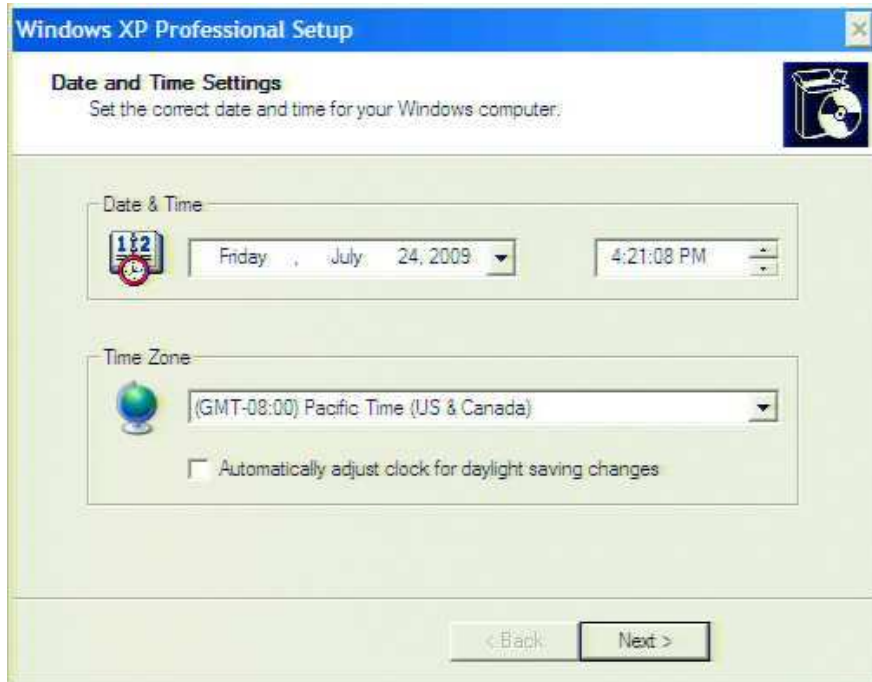 Windows XP Professional Setup
Date and Time Settings
Set the correct date and time for your Windows computer.
Date & Time
112
Friday , July 24, 2009
4:21:08 PM
Time Zone
(GMT-08:00) Pacific Time (US & Canada)
Automatically adjust clock for daylight saving changes
< Back
Next >